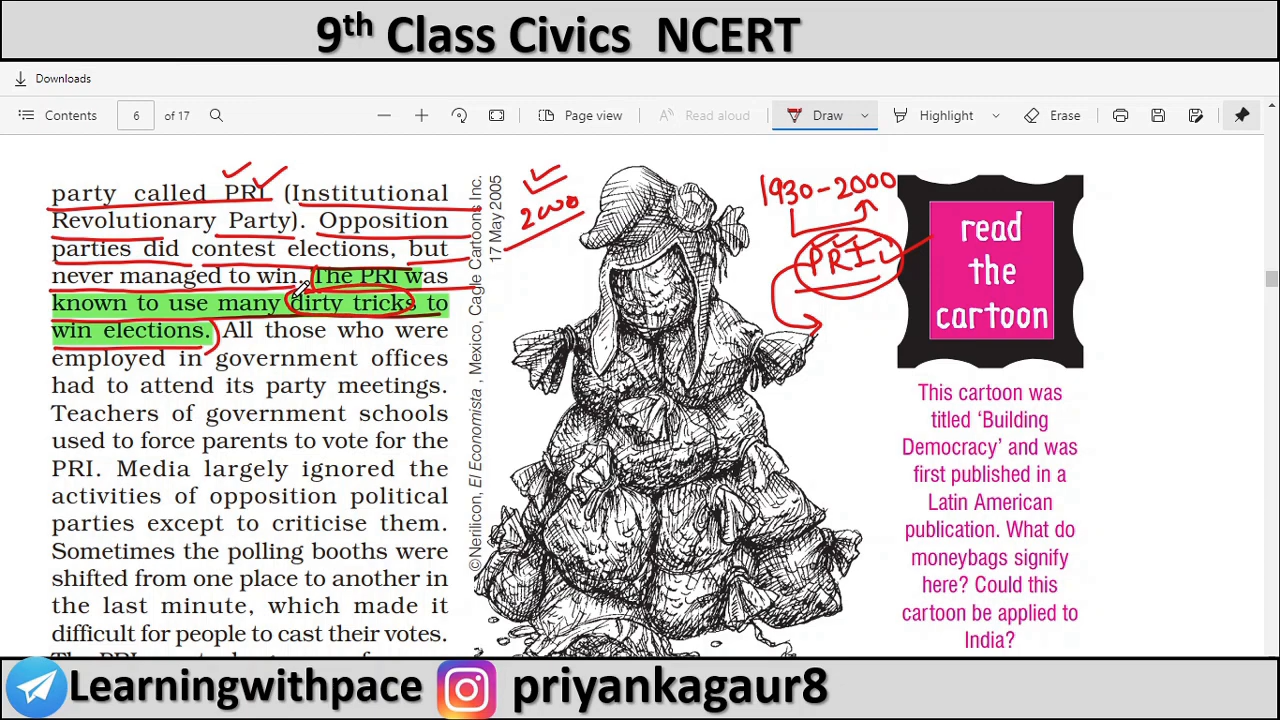 9th Class Civics NCERT
Downloads
Contents 6 of 17 Page view Read aloud Draw Highlight Erase
party called PRI (Institutional
Revolutionary Party). Opposition
parties did contest elections, but
never managed to win. The PRI was
known to use many dirty tricks to
win elections. All those who were
employed in government offices
had to attend its party meetings.
Teachers of government schools
used to force parents to vote for the
PRI. Media largely ignored the
activities of opposition political
parties except to criticise them.
Sometimes the polling booths were
shifted from one place to another in
the last minute, which made it
difficult for people to cast their votes.
©Nerilicon, El Economista , Mexico, Cagle Cartoons Inc.
17 May 2005
2000
1930-2000
PRI
read
the
cartoon
This cartoon was
titled ‘Building
Democracy’ and was
first published in a
Latin American
publication. What do
moneybags signify
here? Could this
cartoon be applied to
India?
Learningwithpace priyankagaur8